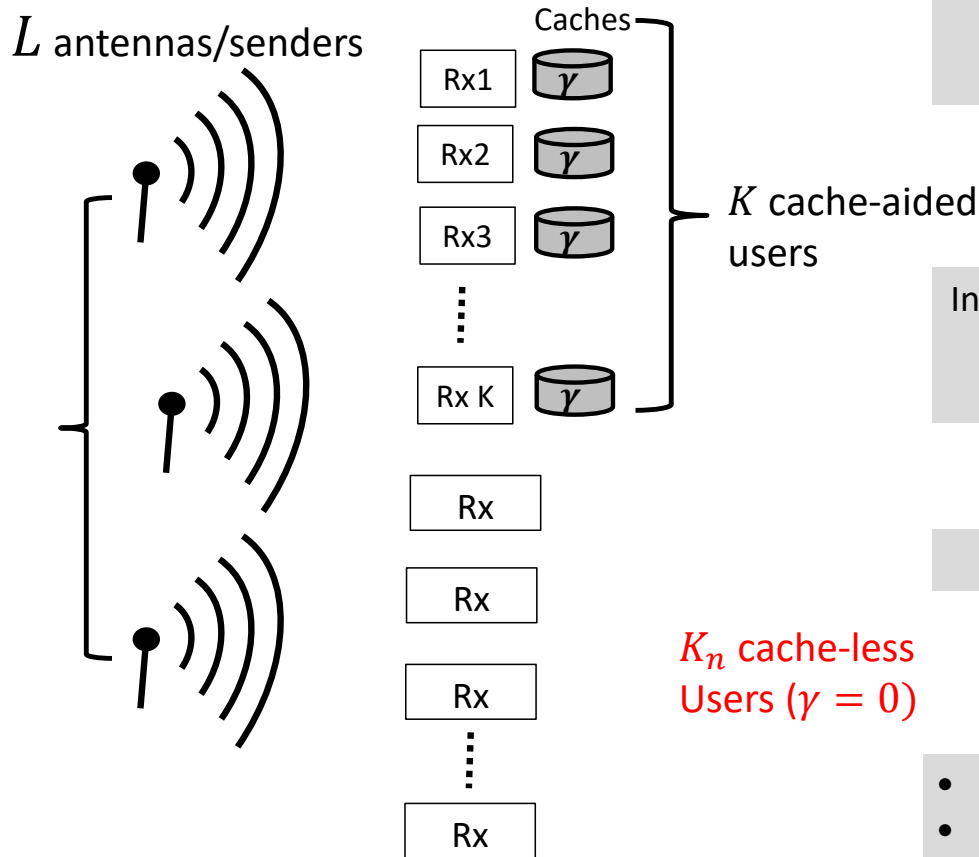 L antennas/senders
Caches
Rx1
γ
Rx2
γ
Rx3
γ
K cache-aided
users
Rx K
γ
In
Rx
Rx
Rx
K_n cache-less
Users (γ = 0)
Rx
•
•